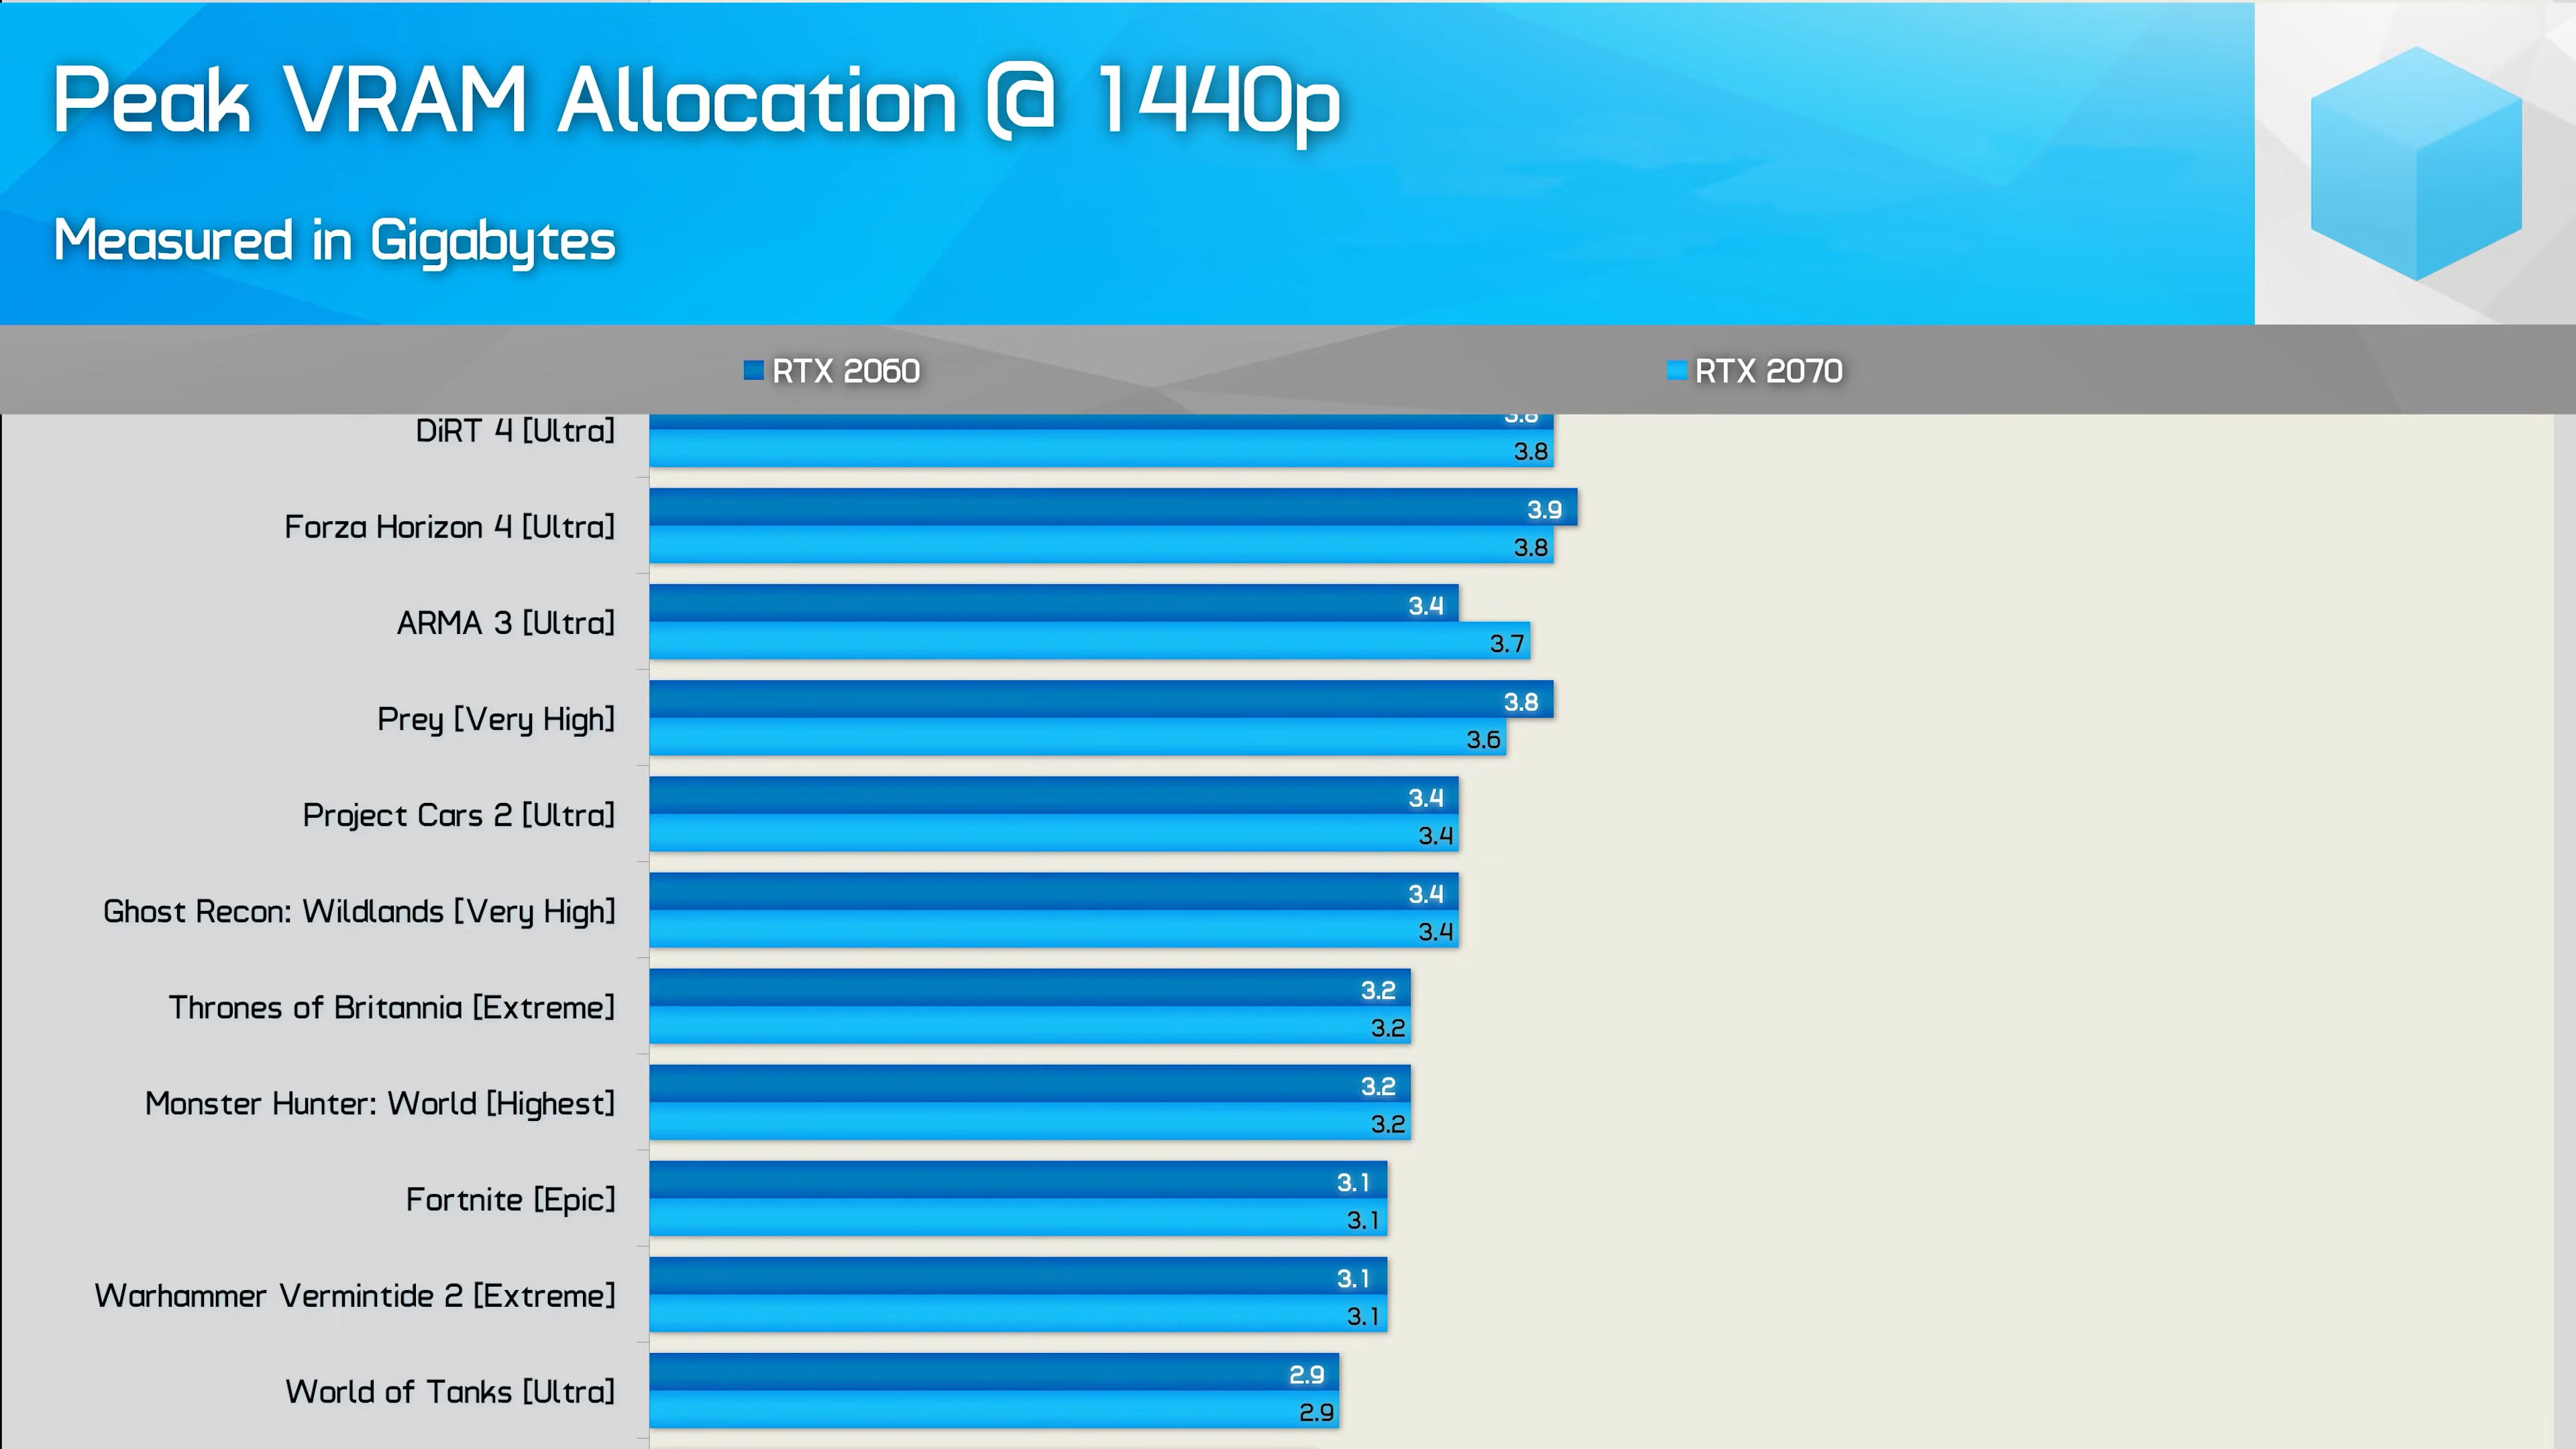 Peak VRAM Allocation @ 1440p
Measured in Gigabytes
RTX 2060 RTX 2070
DiRT 4 [Ultra] 3.8
3.8
Forza Horizon 4 [Ultra] 3.9
3.8
ARMA 3 [Ultra] 3.4
3.7
Prey [Very High] 3.8
3.6
Project Cars 2 [Ultra] 3.4
3.4
Ghost Recon: Wildlands [Very High] 3.4
3.4
Thrones of Britannia [Extreme] 3.2
3.2
Monster Hunter: World [Highest] 3.2
3.2
Fortnite [Epic] 3.1
3.1
Warhammer Vermintide 2 [Extreme] 3.1
3.1
World of Tanks [Ultra] 2.9
2.9